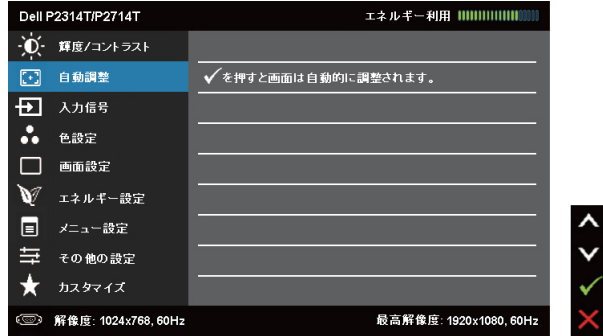 Dell P2314T/P2714T エネルギー利用
輝度/コントラスト
自動調整 ✓を押すと画面は自動的に調整されます。
入力信号
色設定
画面設定
エネルギー設定
メニュー設定
その他の設定
カスタマイズ
解像度: 1024x768, 60Hz 最高解像度: 1920x1080, 60Hz